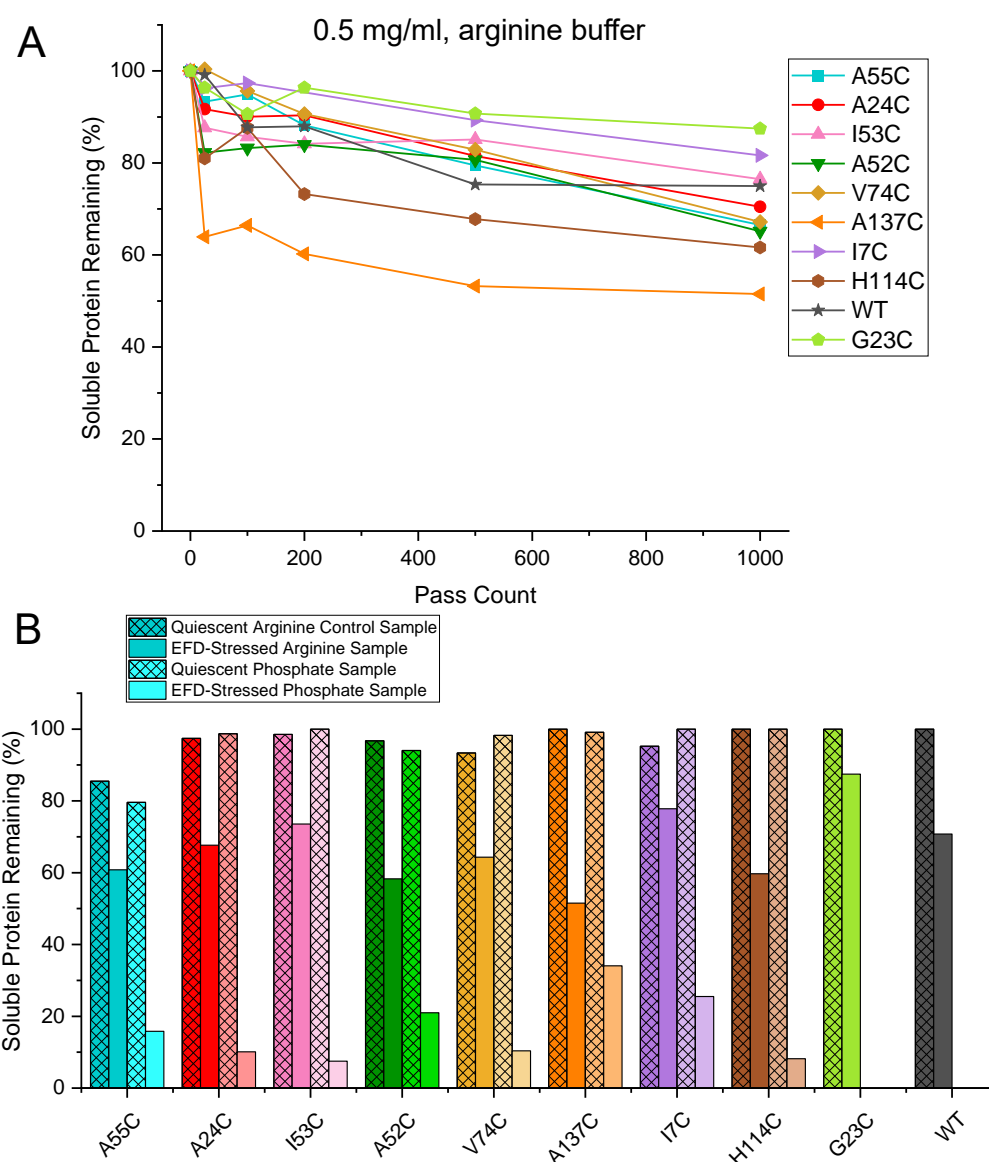 A
0.5 mg/ml, arginine buffer
Soluble Protein Remaining (%)
100
80
60
40
20
0
0 200 400 600 800 1000
Pass Count
A55C
A24C
I53C
A52C
V74C
A137C
I7C
H114C
WT
G23C
B
Quiescent Arginine Control Sample
EFD-Stressed Arginine Sample
Quiescent Phosphate Sample
EFD-Stressed Phosphate Sample
Soluble Protein Remaining (%)
100
80
60
40
20
0
A55C A24C I53C A52C V74C A137C I7C H114C G23C WT